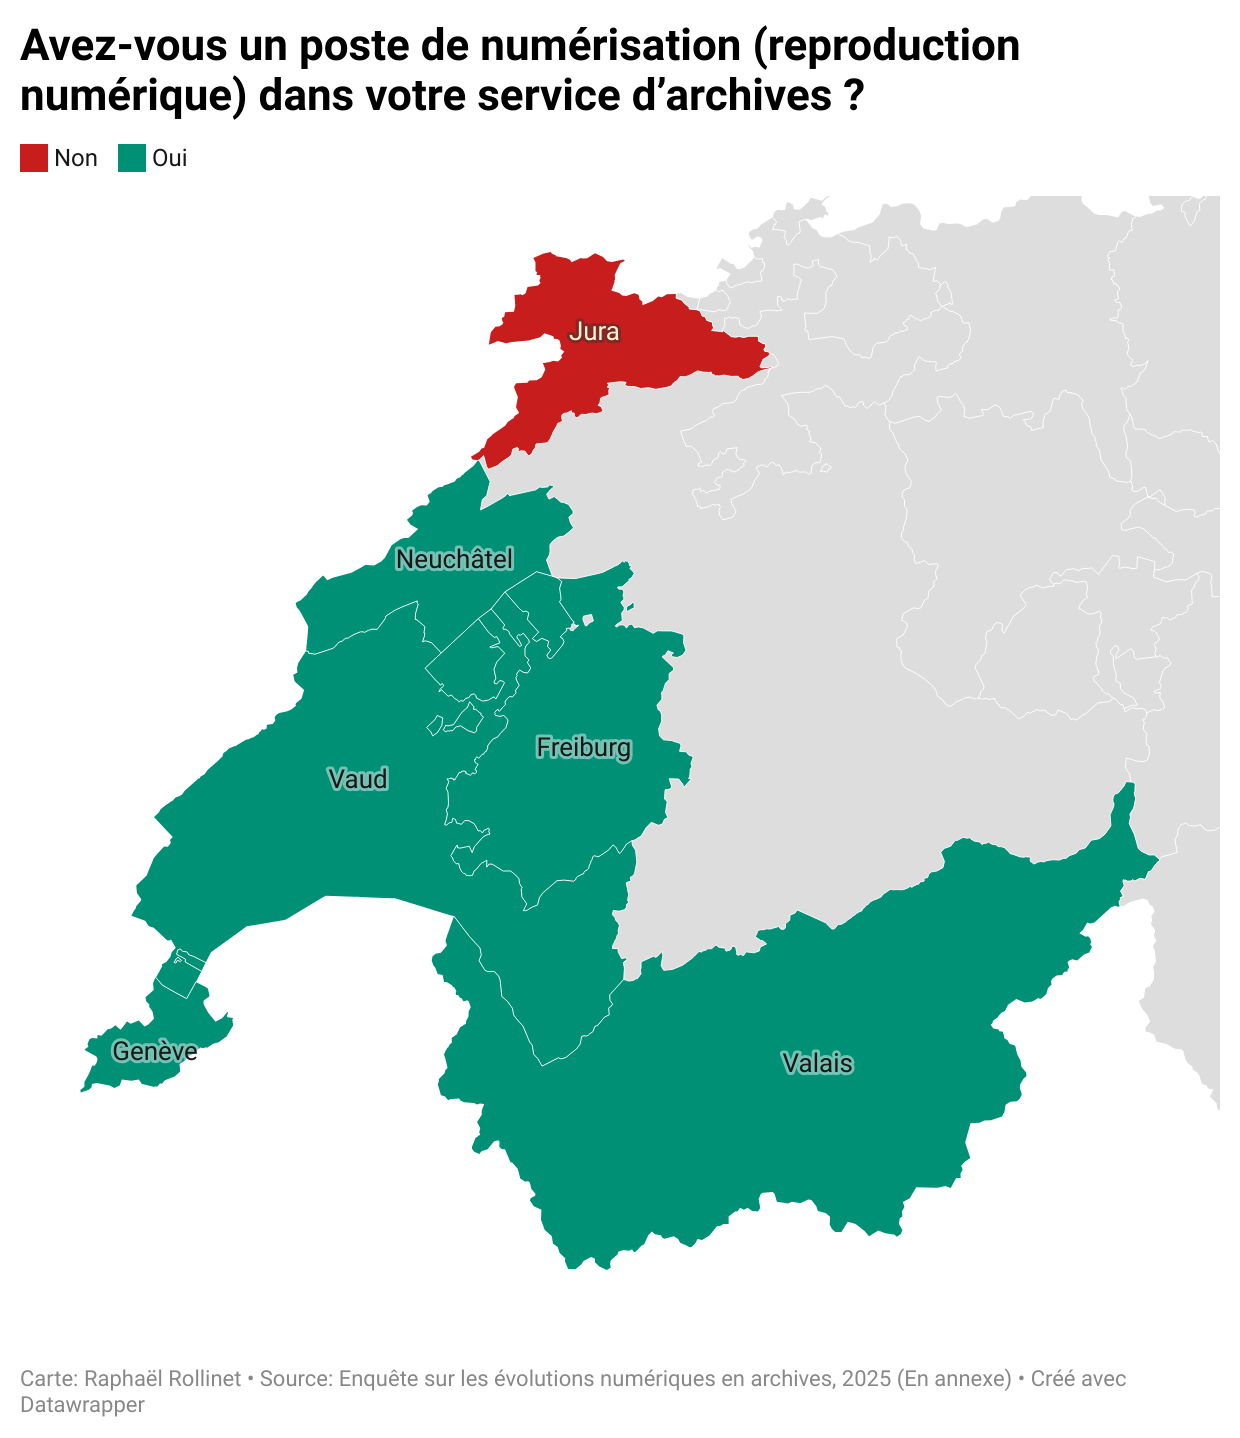 Avez-vous un poste de numérisation (reproduction
numérique) dans votre service d’archives ?
Non Oui
Jura
Neuchâtel
Freiburg
Vaud
Genève
Valais
Carte: Raphaël Rollinet • Source: Enquête sur les évolutions numériques en archives, 2025 (En annexe) • Créé avec
Datawrapper